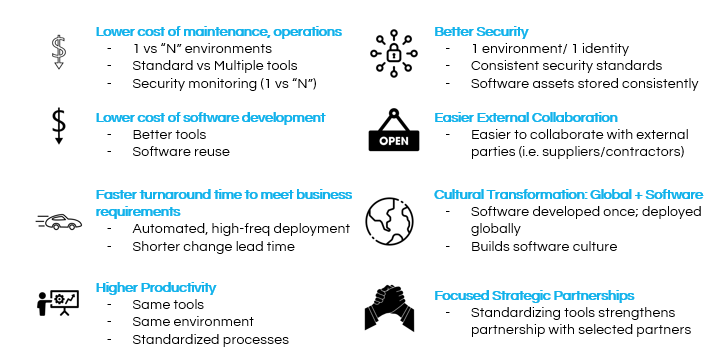 Lower cost of maintenance, operations
- 1 vs “N” environments
- Standard vs Multiple tools
- Security monitoring (1 vs “N”)
Lower cost of software development
- Better tools
- Software reuse
Faster turnaround time to meet business
requirements
- Automated, high-freq deployment
- Shorter change lead time
Higher Productivity
- Same tools
- Same environment
- Standardized processes
Better Security
- 1 environment/ 1 identity
- Consistent security standards
- Software assets stored consistently
OPEN
Easier External Collaboration
- Easier to collaborate with external
parties (i.e. suppliers/contractors)
Cultural Transformation: Global + Software
- Software developed once; deployed
globally
- Builds software culture
Focused Strategic Partnerships
- Standardizing tools strengthens
partnership with selected partners